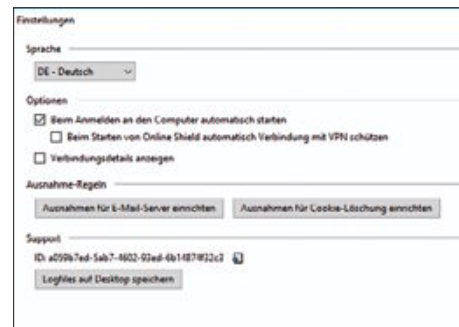 Einstellungen
Sprache
DE - Deutsch
Optionen
Beim Anmelden an den Computer automatisch starten
Beim Starten von Online Shield automatisch Verbindung mit VPN schützen
Verbindungsdetails anzeigen
Ausnahme-Regeln
Ausnahmen für E-Mail-Server einrichten Ausnahmen für Cookie-Löschung einrichten
Support
ID:
Logfiles auf Desktop speichern